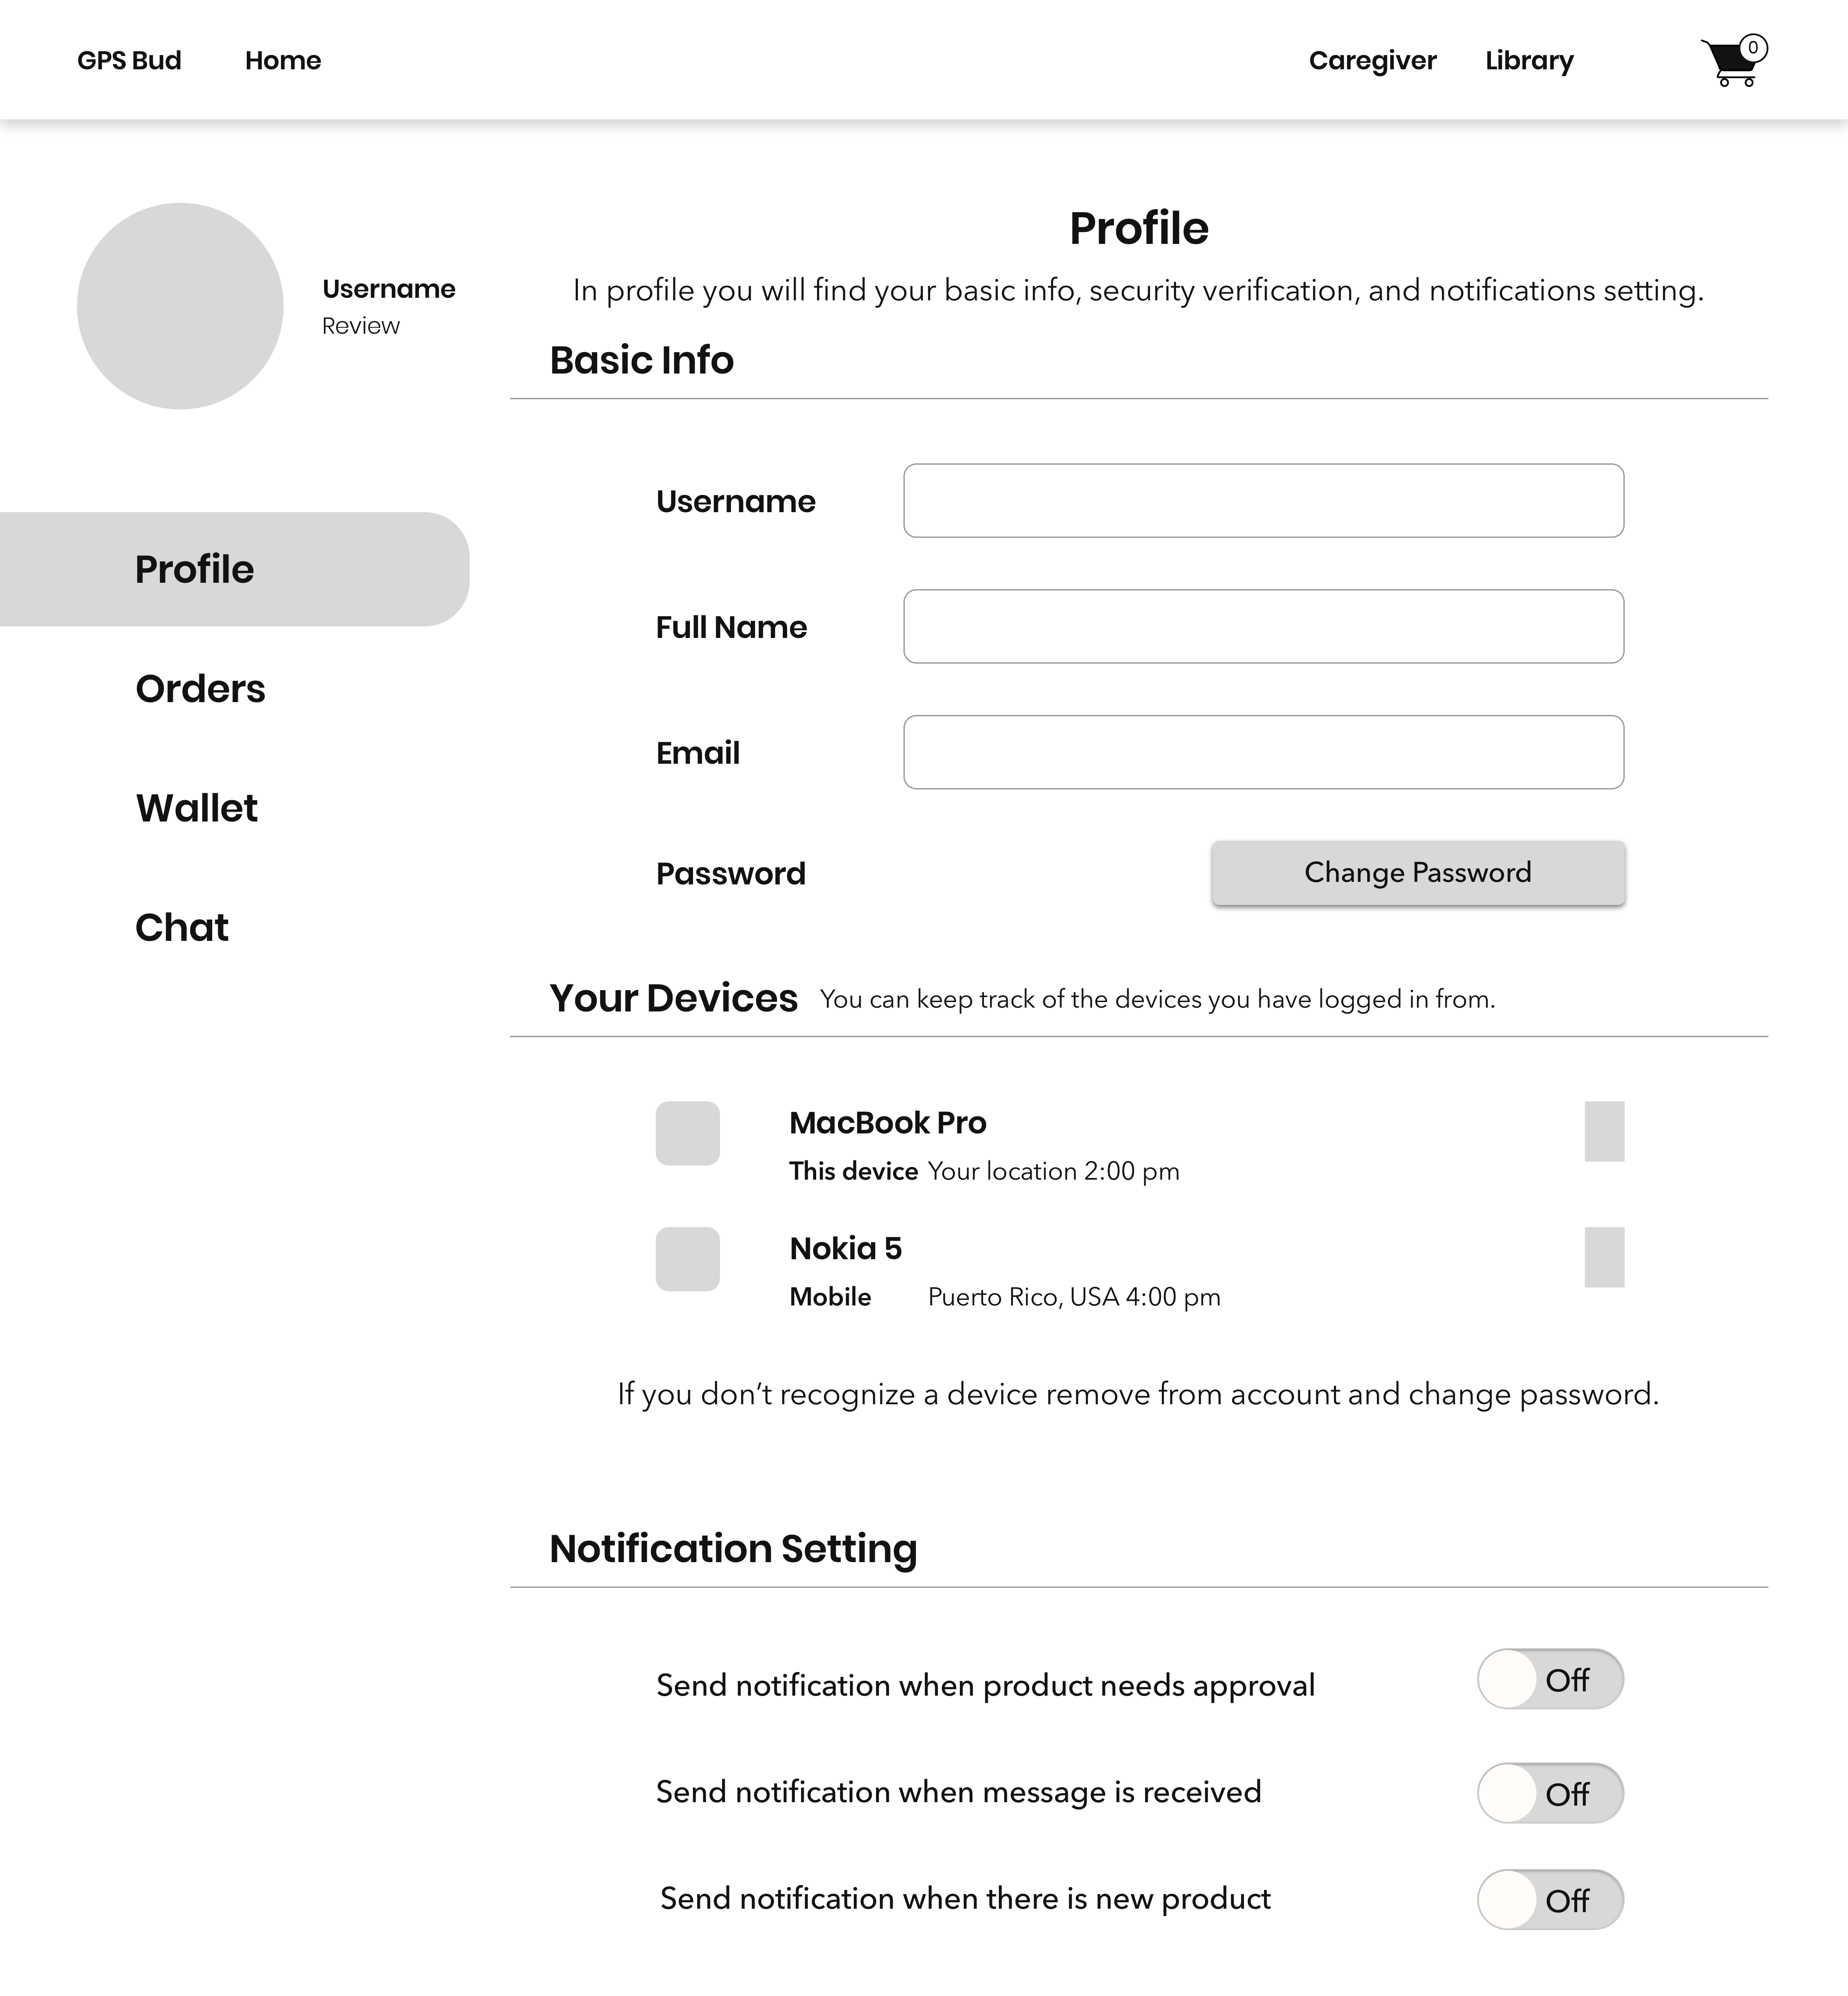 GPS Bud Home Caregiver Library 0
Username
Review
Profile
Orders
Wallet
Chat
Profile
In profile you will find your basic info, security verification, and notifications setting.
Basic Info
Username
Full Name
Email
Password Change Password
Your Devices You can keep track of the devices you have logged in from.
MacBook Pro
This device Your location 2:00 pm
Nokia 5
Mobile Puerto Rico, USA 4:00 pm
If you don’t recognize a device remove from account and change password.
Notification Setting
Send notification when product needs approval Off
Send notification when message is received Off
Send notification when there is new product Off